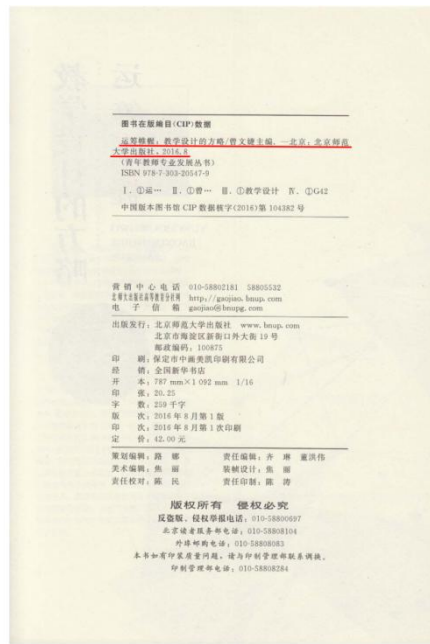 图书在版编目(CIP)数据
运筹帷幄:教学设计的方略/曾文婕主编.—北京:北京师范
大学出版社,2016.8
(青年教师专业发展丛书)
ISBN 978-7-303-20547-9
Ⅰ.①运… Ⅱ.①曾… Ⅲ.①教学设计 Ⅳ.①G42
中国版本图书馆CIP数据核字(2016)第104382号
营销中心电话 010-58802181 58805532
北师大出版社高等教育分社网 http://gaojiao.bnup.com
电子信箱 gaojiao@bnupg.com
出版发行:北京师范大学出版社 www.bnup.com
北京市海淀区新街口外大街19号
邮政编码:100875
印 刷:保定市中画美凯印刷有限公司
经 销:全国新华书店
开 本:787 mm×1 092 mm 1/16
印 张:20.25
字 数:259千字
版 次:2016年8月第1版
印 次:2016年8月第1次印刷
定 价:42.00元
策划编辑:路 娜 责任编辑:齐 琳 董洪伟
美术编辑:焦 丽 装帧设计:焦 丽
责任校对:陈 民 责任印制:陈 涛
版权所有 侵权必究
反盗版、侵权举报电话:010-58800697
北京读者服务部电话:010-58808104
外埠邮购电话:010-58808083
本书如有印装质量问题,请与印制管理部联系调换。
印制管理部电话:010-58808284